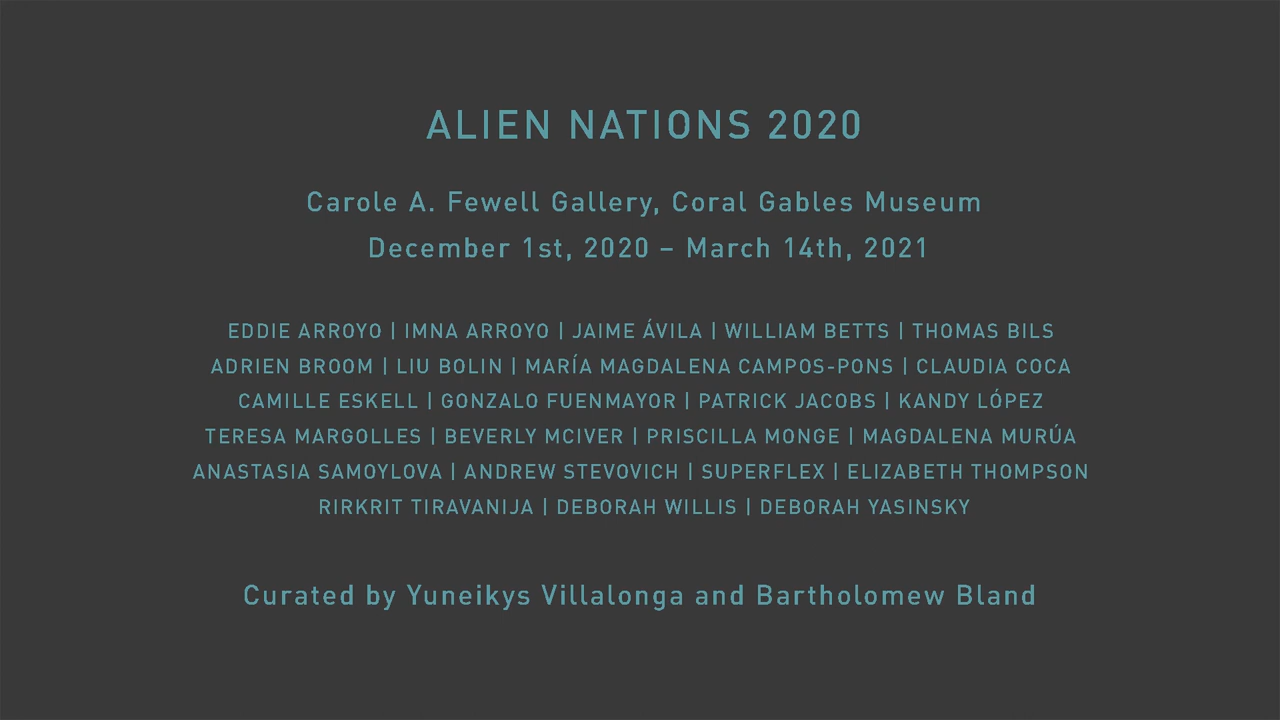 ALIEN NATIONS 2020
Carole A. Fewell Gallery, Coral Gables Museum
December 1st, 2020 – March 14th, 2021
EDDIE ARROYO | IMNA ARROYO | JAIME ÁVILA | WILLIAM BETTS | THOMAS BILS
ADRIEN BROOM | LIU BOLIN | MARÍA MAGDALENA CAMPOS-PONS | CLAUDIA COCA
CAMILLE ESKELL | GONZALO FUENMAYOR | PATRICK JACOBS | KANDY LÓPEZ
TERESA MARGOLLES | BEVERLY MCIVER | PRISCILLA MONGE | MAGDALENA MURÚA
ANASTASIA SAMOYLOVA | ANDREW STEVOVICH | SUPERFLEX | ELIZABETH THOMPSON
RIRKRIT TIRAVANIJA | DEBORAH WILLIS | DEBORAH YASINSKY
Curated by Yuneikys Villalonga and Bartholomew Bland